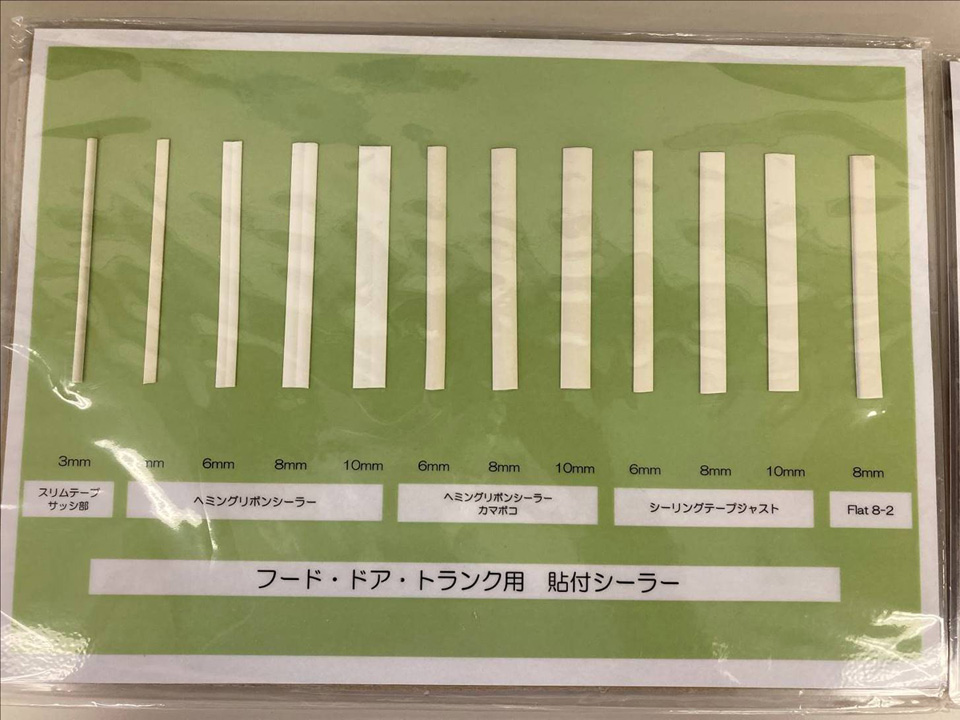 3mm mm 6mm 8mm 10mm 6mm 8mm 10mm 6mm 8mm 10mm 8mm
スリムテープ
サッシ部
ヘミングリボンシーラー
ヘミングリボンシーラー
カマボコ
シーリングテープジャスト
Flat 8-2
フード・ドア・トランク用 貼付シーラー